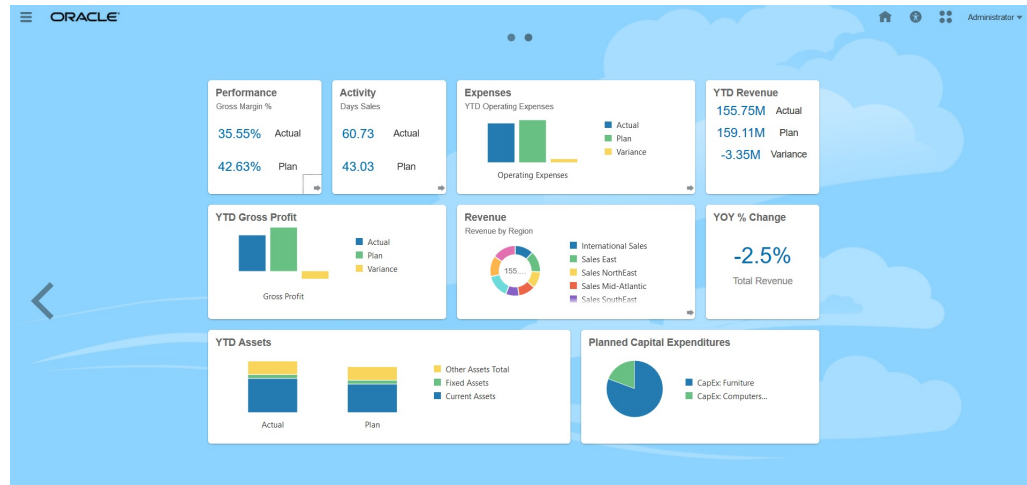 ORACLE
Administrator
Performance
Gross Margin %
35.55% Actual
42.63% Plan
Activity
Days Sales
60.73 Actual
43.03 Plan
Expenses
YTD Operating Expenses
Actual
Plan
Variance
Operating Expenses
YTD Revenue
155.75M Actual
159.11M Plan
-3.35M Variance
YTD Gross Profit
Actual
Plan
Variance
Gross Profit
Revenue
Revenue by Region
155....
International Sales
Sales East
Sales NorthEast
Sales Mid-Atlantic
Sales SouthEast
YOY % Change
-2.5%
Total Revenue
YTD Assets
Other Assets Total
Fixed Assets
Current Assets
Actual
Plan
Planned Capital Expenditures
CapEx: Furniture
CapEx: Computers...